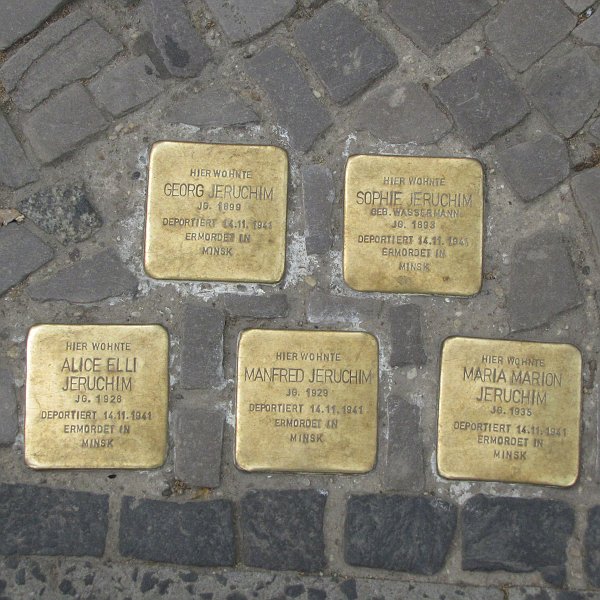 HIER WOHNTE
GEORG JERUCHIM
JG. 1899
DEPORTIERT 14.11.1941
ERMORDET IN
MINSK
HIER WOHNTE
SOPHIE JERUCHIM
GEB. WASSERMANN
JG. 1893
DEPORTIERT 14.11.1941
ERMORDET IN
MINSK
HIER WOHNTE
ALICE ELLI
JERUCHIM
JG. 1928
DEPORTIERT 14.11.1941
ERMORDET IN
MINSK
HIER WOHNTE
MANFRED JERUCHIM
JG. 1929
DEPORTIERT 14.11.1941
ERMORDET IN
MINSK
HIER WOHNTE
MARIA MARION
JERUCHIM
JG. 1935
DEPORTIERT 14.11.1941
ERMORDET IN
MINSK